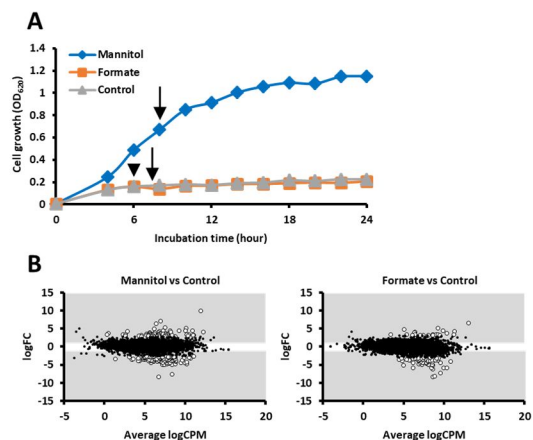 A
1.4
1.2
1
0.8
0.6
0.4
0.2
0
Cell growth (OD620)
Mannitol
Formate
Control
0 6 12 18 24
Incubation time (hour)
B
Mannitol vs Control
15
10
5
0
-5
-10
-15
logFC
-5 0 5 10 15 20
Average logCPM
Formate vs Control
15
10
5
0
-5
-10
-15
logFC
-5 0 5 10 15 20
Average logCPM